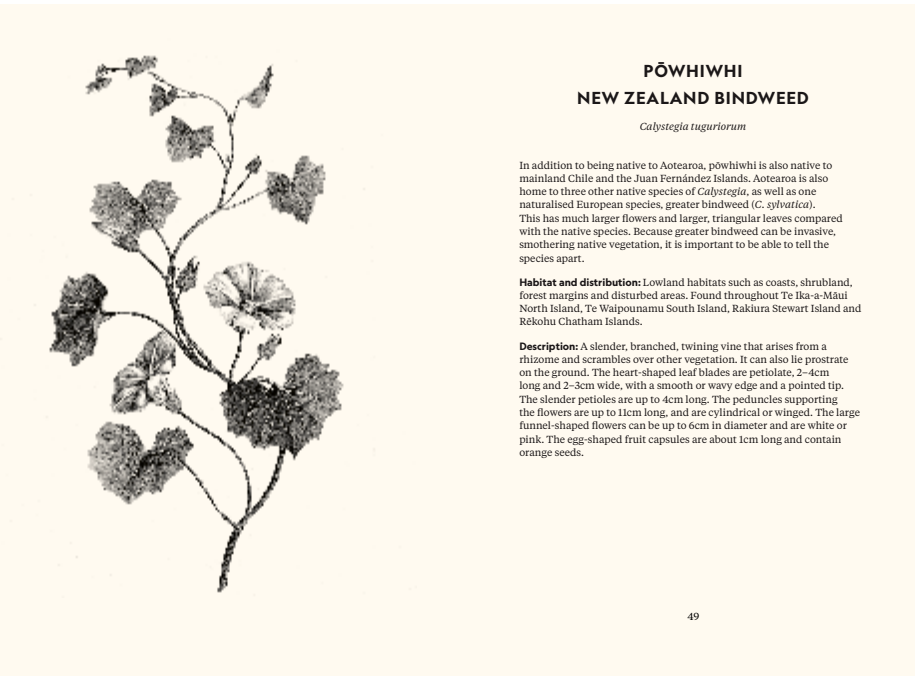 PŌWHIWHI
NEW ZEALAND BINDWEED
Calystegia tuguriorum
In addition to being native to Aotearoa, pōwhiwhi is also native to
mainland Chile and the Juan Fernández Islands. Aotearoa is also
home to three other native species of Calystegia, as well as one
naturalised European species, greater bindweed (C. sylvatica).
This has much larger flowers and larger, triangular leaves compared
with the native species. Because greater bindweed can be invasive,
smothering native vegetation, it is important to be able to tell the
species apart.
Habitat and distribution: Lowland habitats such as coasts, shrubland,
forest margins and disturbed areas. Found throughout Te Ika-a-Māui
North Island, Te Waipounamu South Island, Rakiura Stewart Island and
Rēkohu Chatham Islands.
Description: A slender, branched, twining vine that arises from a
rhizome and scrambles over other vegetation. It can also lie prostrate
on the ground. The heart-shaped leaf blades are petiolate, 2–4cm
long and 2–3cm wide, with a smooth or wavy edge and a pointed tip.
The slender petioles are up to 4cm long. The peduncles supporting
the flowers are up to 11cm long, and are cylindrical or winged. The large
funnel-shaped flowers can be up to 6cm in diameter and are white or
pink. The egg-shaped fruit capsules are about 1cm long and contain
orange seeds.
49